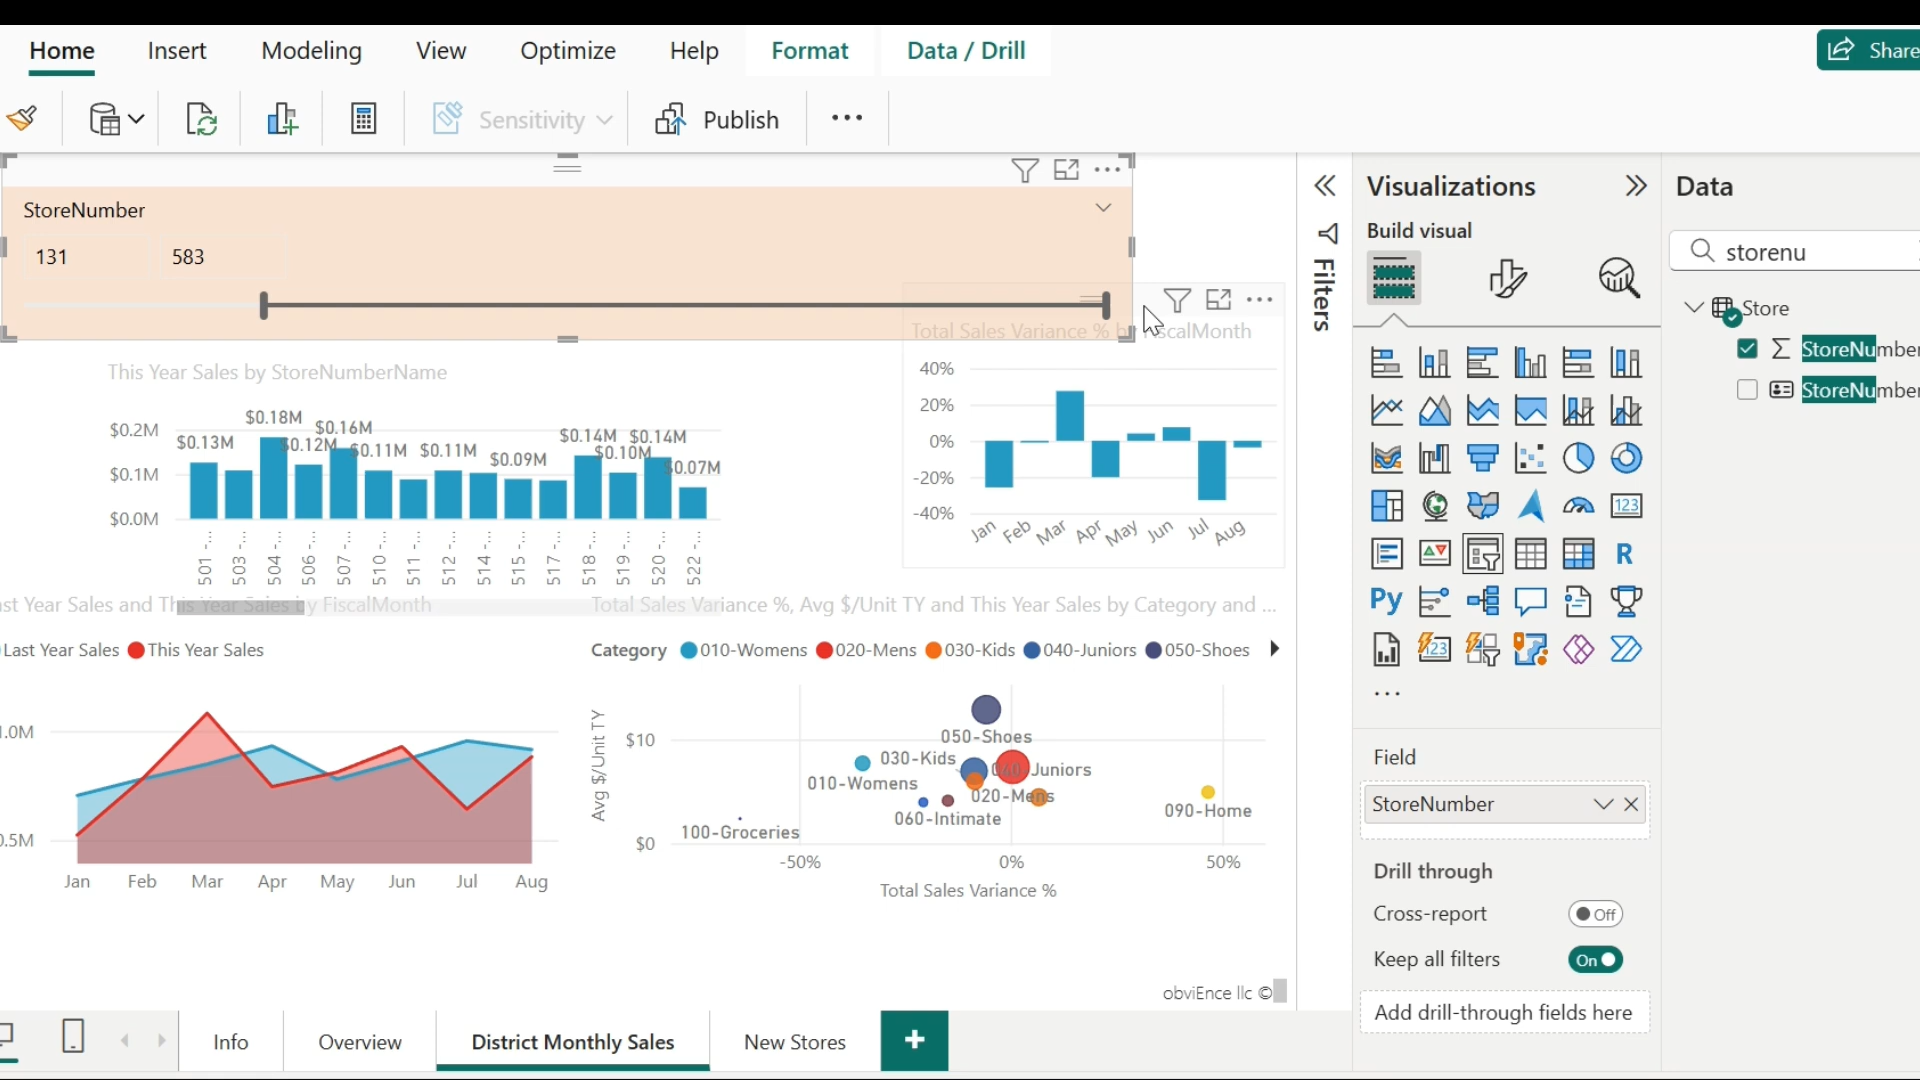 Home Insert Modeling View Optimize Help Format Data / Drill Share
Sensitivity Publish
StoreNumber
131 583
Total Sales Variance % b iscalMonth
40%
20%
0%
-20%
-40%
Jan Feb Mar Apr May Jun Jul Aug
This Year Sales by StoreNumberName
$0.2M
$0.1M
$0.0M
$0.13M $0.18M $0.12M $0.16M $0.11M $0.11M $0.09M $0.14M $0.10M $0.14M $0.07M
501 -... 503 -... 504 -... 506 -... 507 -... 510 -... 511 -... 512 -... 514 -... 515 -... 517 -... 518 -... 519 -... 520 -... 522 -...
st Year Sales and This Year Sales by FiscalMonth
Last Year Sales This Year Sales
.0M
0.5M
Jan Feb Mar Apr May Jun Jul Aug
Total Sales Variance %, Avg $/Unit TY and This Year Sales by Category and ...
Category 010-Womens 020-Mens 030-Kids 040-Juniors 050-Shoes
Avg $/Unit TY
$10
$0
050-Shoes
030-Kids
040-Juniors
010-Womens
020-Mens
060-Intimate
090-Home
100-Groceries
-50% 0% 50%
Total Sales Variance %
obviEnce llc ©
Info Overview District Monthly Sales New Stores +
Filters
Visualizations
Build visual
123
R
Py
123
Field
StoreNumber
Drill through
Cross-report Off
Keep all filters On
Add drill-through fields here
Data
storenu
Store
StoreNumber
StoreNumber